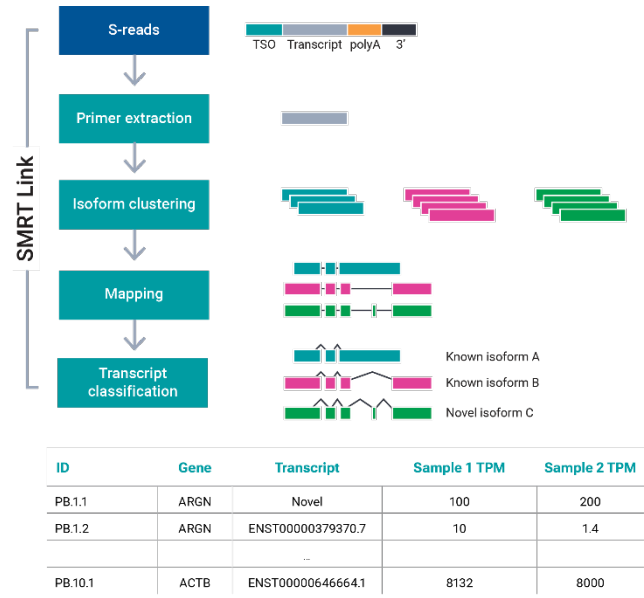 SMRT Link
S-reads
TSO Transcript polyA 3'
Primer extraction
Isoform clustering
Mapping
Transcript
classification
Known isoform A
Known isoform B
Novel isoform C
ID Gene Transcript Sample 1 TPM Sample 2 TPM
PB.1.1 ARGN Novel 100 200
PB.1.2 ARGN ENST00000379370.7 10 1.4
...
PB.10.1 ACTB ENST00000646664.1 8132 8000